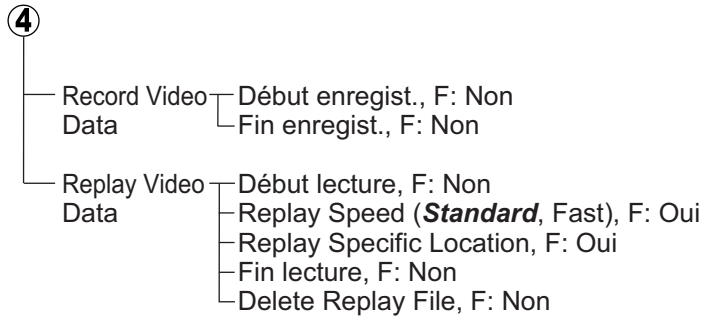 4
Record Video Data
Début enregist., F: Non
Fin enregist., F: Non
Replay Video Data
Début lecture, F: Non
Replay Speed (Standard, Fast), F: Oui
Replay Specific Location, F: Oui
Fin lecture, F: Non
Delete Replay File, F: Non